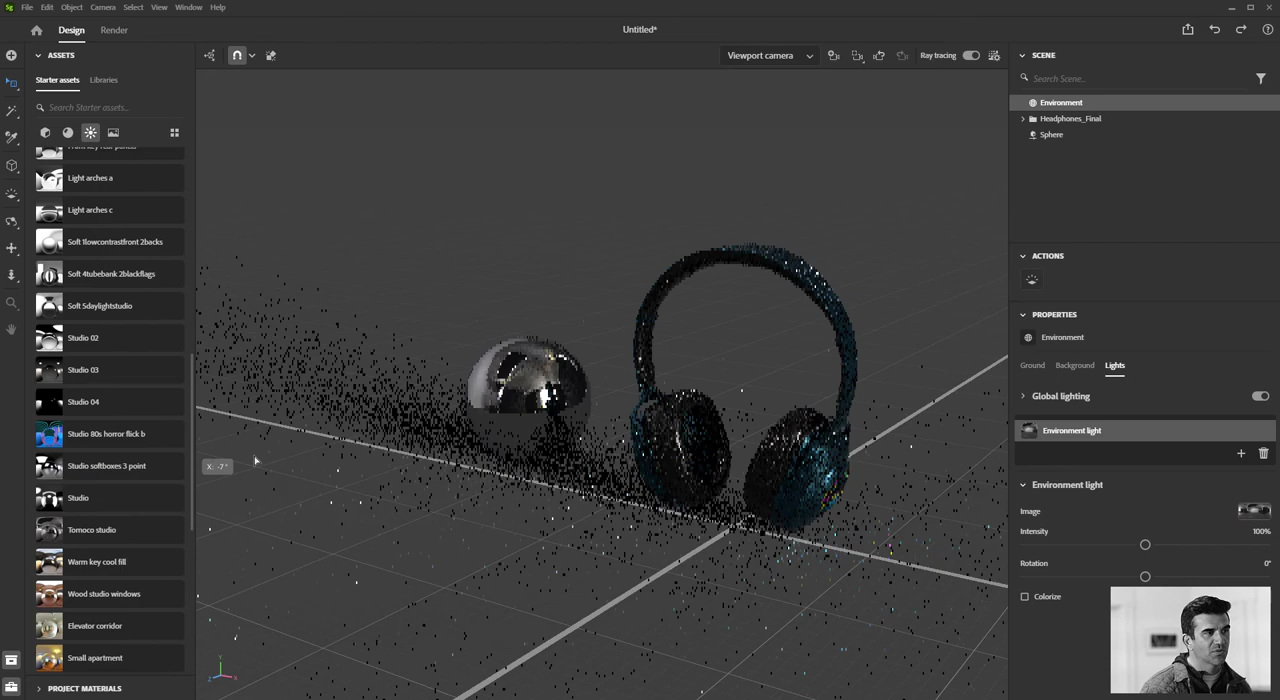 Sg File Edit Object Camera Select View Window Help
Design Render Untitled*
ASSETS Viewport camera Ray tracing SCENE
Starter assets Libraries Search Scene...
Search Starter assets...
Environment
Headphones_Final
Sphere
Light arches a
Light arches c
Soft 1lowcontrastfront 2backs
Soft 4tubebank 2blackflags
Soft 5daylightstudio
Studio 02
Studio 03
Studio 04
Studio 80s horror flick b
Studio softboxes 3 point
Studio
Tomoco studio
Warm key cool fill
Wood studio windows
Elevator corridor
Small apartment
PROJECT MATERIALS
X: -7°
Y
Z X
ACTIONS
PROPERTIES
Environment
Ground Background Lights
Global lighting
Environment light
Environment light
Image
Intensity 100%
Rotation 0°
Colorize